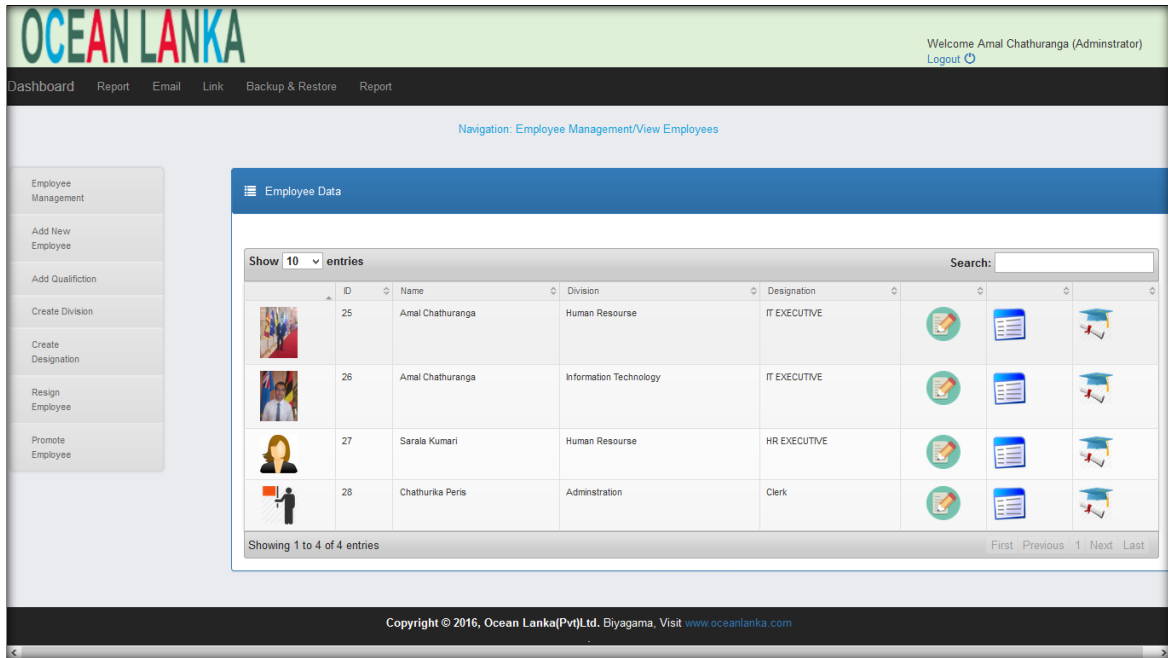 OCEAN LANKA
Welcome Amal Chathuranga (Adminstrator)
Logout
Dashboard Report Email Link Backup & Restore Report
Navigation: Employee Management/View Employees
Employee
Management
Add New
Employee
Add Qualifiction
Create Division
Create
Designation
Resign
Employee
Promote
Employee
Employee Data
Show 10 entries Search:
ID Name Division Designation
25 Amal Chathuranga Human Resourse IT EXECUTIVE
26 Amal Chathuranga Information Technology IT EXECUTIVE
27 Sarala Kumari Human Resourse HR EXECUTIVE
28 Chathurika Peris Adminstration Clerk
Showing 1 to 4 of 4 entries First Previous 1 Next Last
Copyright © 2016, Ocean Lanka(Pvt)Ltd. Biyagama, Visit www.oceanlanka.com
.